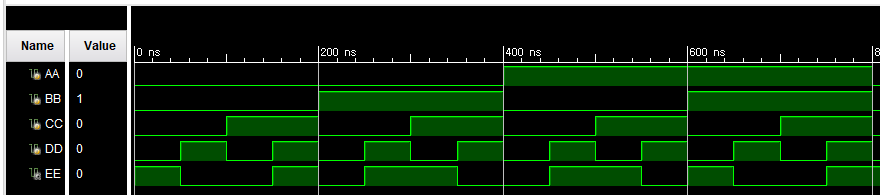 Name Value
0 ns 200 ns 400 ns 600 ns 8
AA 0
BB 1
CC 0
DD 0
EE 0